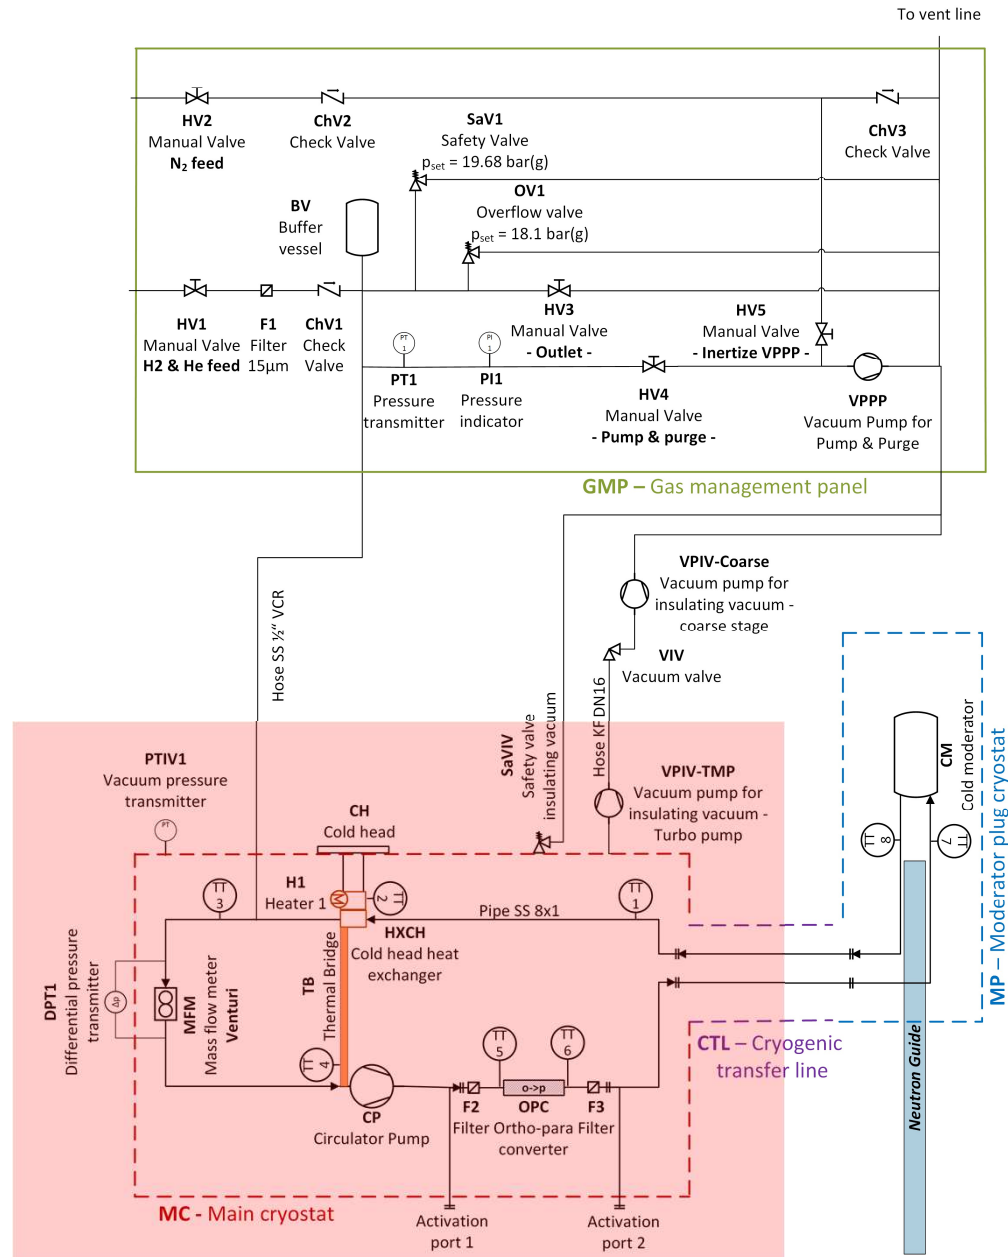 To vent line
HV2
Manual Valve
N₂ feed
ChV2
Check Valve
SaV1
Safety Valve
pset = 19.68 bar(g)
ChV3
Check Valve
BV
Buffer
vessel
OV1
Overflow valve
pset = 18.1 bar(g)
HV1
Manual Valve
H2 & He feed
F1
Filter
15µm
ChV1
Check
Valve
HV3
Manual Valve
- Outlet -
HV5
Manual Valve
- Inertize VPPP -
PT
1
PT1
Pressure
transmitter
PI
1
PI1
Pressure
indicator
HV4
Manual Valve
- Pump & purge -
VPPP
Vacuum Pump for
Pump & Purge
GMP – Gas management panel
Hose SS ½“ VCR
VPIV-Coarse
Vacuum pump for
insulating vacuum -
coarse stage
VIV
Vacuum valve
Hose KF DN16
SaVIV
Safety valve
insulating vacuum
VPIV-TMP
Vacuum pump for
insulating vacuum -
Turbo pump
PTIV1
Vacuum pressure
transmitter
PT
CH
Cold head
CM
Cold moderator
MP – Moderator plug cryostat
TT
8
TT
7
TT
3
H1
Heater 1
M
TT
2
TT
1
Pipe SS 8x1
HXCH
Cold head heat
exchanger
TB
Thermal Bridge
DPT1
Differential pressure
transmitter
Δp
MFM
Mass flow meter
Venturi
TT
4
CP
Circulator Pump
TT
5
TT
6
o->p
F2
Filter
OPC
Ortho-para
converter
F3
Filter
CTL – Cryogenic
transfer line
Neutron Guide
MC - Main cryostat
Activation
port 1
Activation
port 2